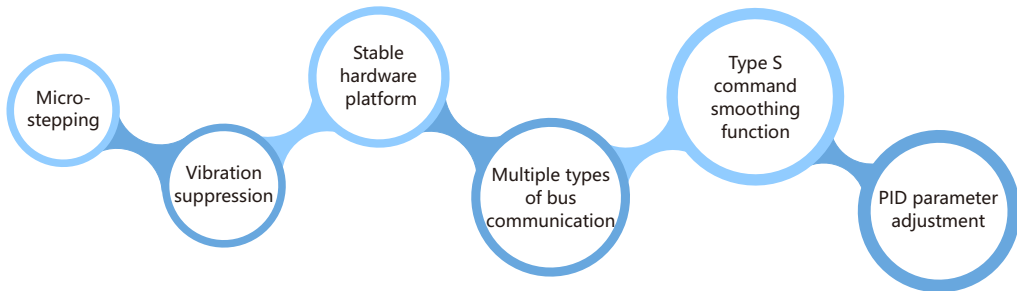 Micro-
stepping
Vibration
suppression
Stable
hardware
platform
Multiple types
of bus
communication
Type S
command
smoothing
function
PID parameter
adjustment